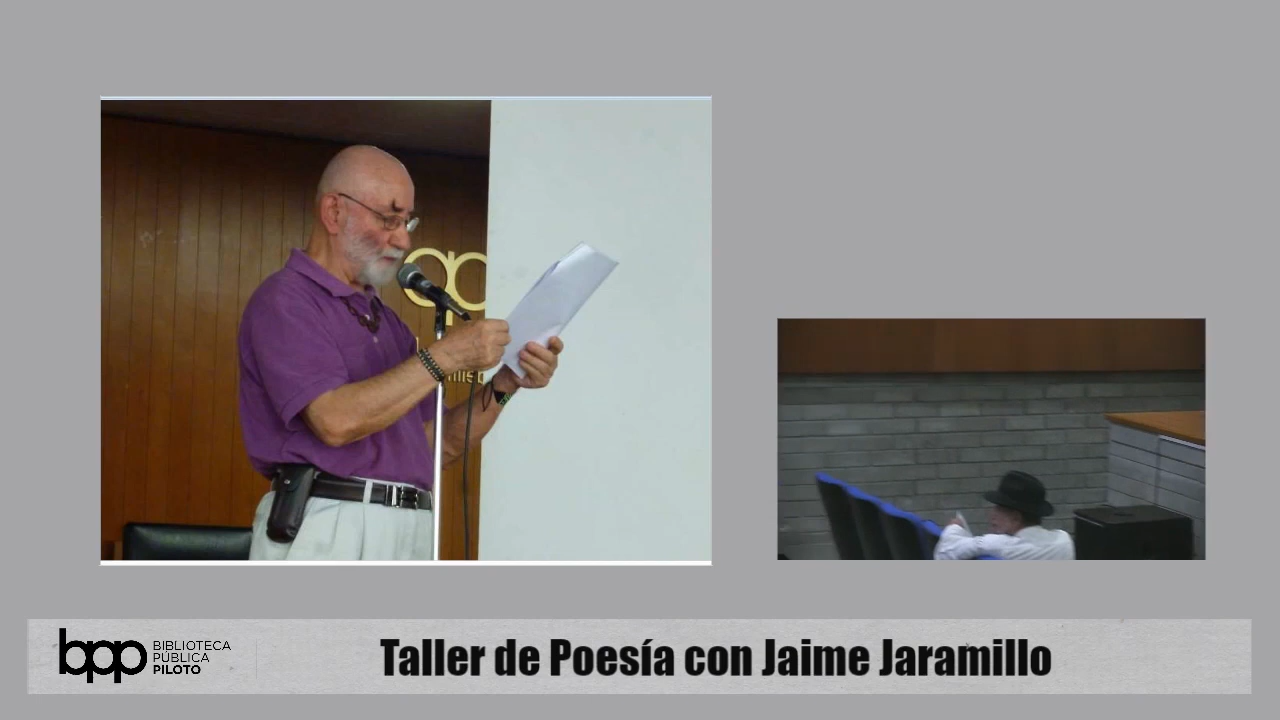 bpp
BIBLIOTECA
PÚBLICA
PILOTO
Taller de Poesía con Jaime Jaramillo